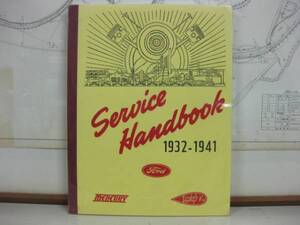 Service
Handbook
1932-1941
Ford
MERCURY